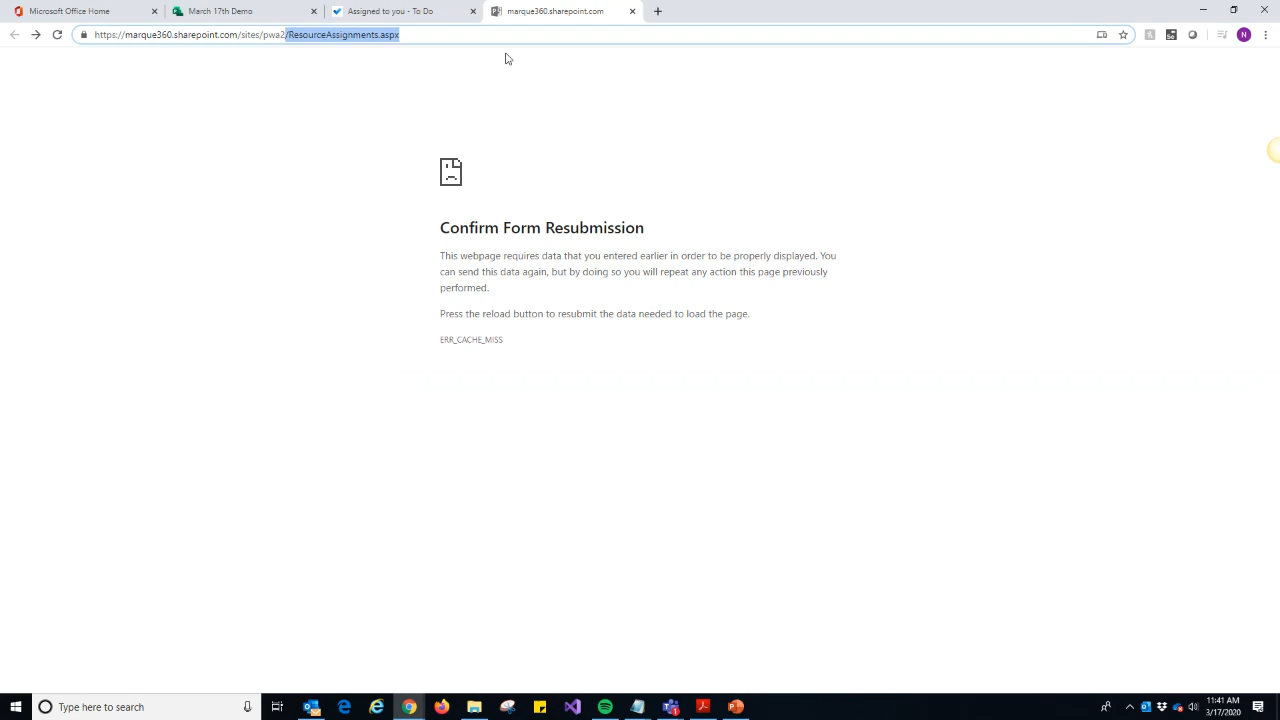 Microsoft Office Home
March 17th Demo
Assigned to you - To Do
marque360.sharepoint.com
https://marque360.sharepoint.com/sites/pwa2/ResourceAssignments.aspx
N
Confirm Form Resubmission
This webpage requires data that you entered earlier in order to be properly displayed. You
can send this data again, but by doing so you will repeat any action this page previously
performed.
Press the reload button to resubmit the data needed to load the page.
ERR_CACHE_MISS
Type here to search
11:41 AM
3/17/2020